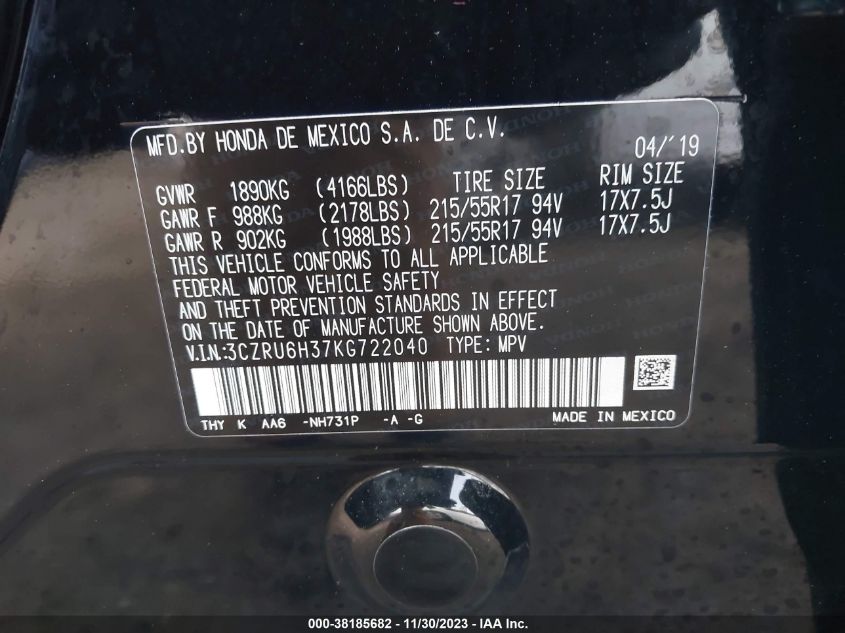 MFD.BY HONDA DE MEXICO S.A. DE C.V. 04/'19
GVWR 1890KG (4166LBS) TIRE SIZE RIM SIZE
GAWR F 988KG (2178LBS) 215/55R17 94V 17X7.5J
GAWR R 902KG (1988LBS) 215/55R17 94V 17X7.5J
THIS VEHICLE CONFORMS TO ALL APPLICABLE
FEDERAL MOTOR VEHICLE SAFETY
AND THEFT PREVENTION STANDARDS IN EFFECT
ON THE DATE OF MANUFACTURE SHOWN ABOVE.
V.I.N.:3CZRU6H37KG722040 TYPE: MPV
THY K AA6 -NH731P -A -G MADE IN MEXICO
000-38185682 - 11/30/2023 - IAA Inc.